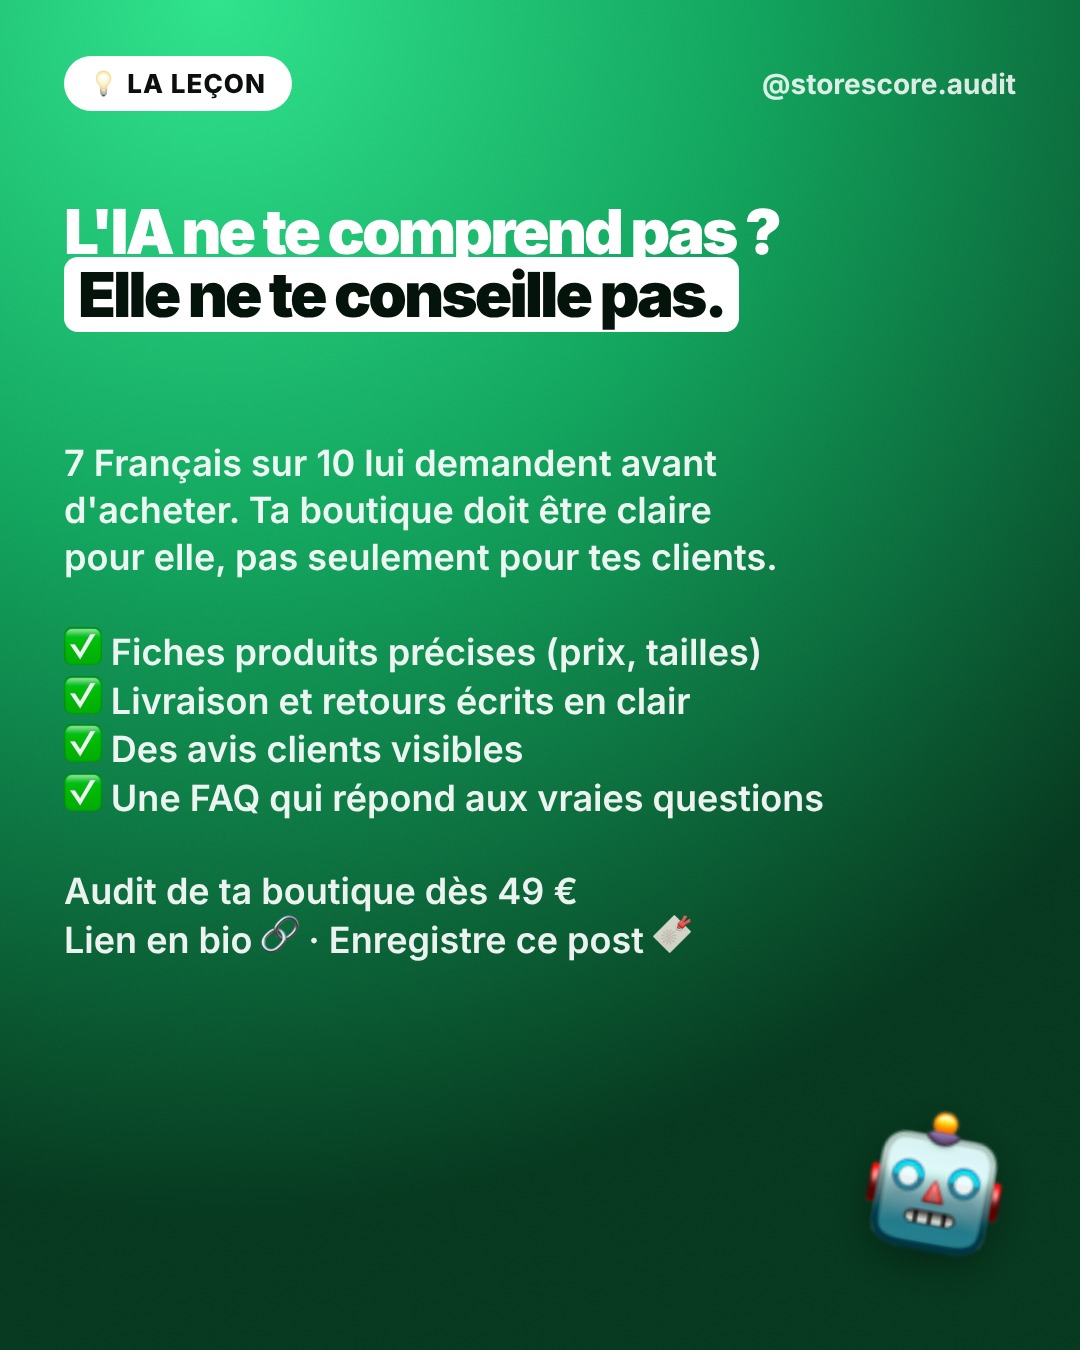 💡 LA LEÇON
@storescore.audit
L'IA ne te comprend pas ?
Elle ne te conseille pas.
7 Français sur 10 lui demandent avant
d'acheter. Ta boutique doit être claire
pour elle, pas seulement pour tes clients.
✅ Fiches produits précises (prix, tailles)
✅ Livraison et retours écrits en clair
✅ Des avis clients visibles
✅ Une FAQ qui répond aux vraies questions
Audit de ta boutique dès 49 €
Lien en bio 🔗 · Enregistre ce post 🔖